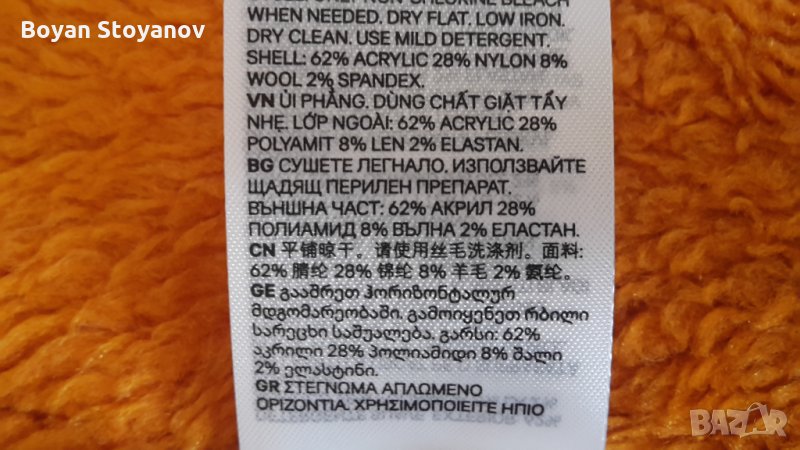 Boyan Stoyanov
WHEN NEEDED. DRY FLAT. LOW IRON.
DRY CLEAN. USE MILD DETERGENT.
SHELL: 62% ACRYLIC 28% NYLON 8%
WOOL 2% SPANDEX.
VN ỦI PHẲNG. DÙNG CHẤT GIẶT TẨY
NHẸ. LỚP NGOÀI: 62% ACRYLIC 28%
POLYAMIT 8% LEN 2% ELASTAN.
BG СУШЕТЕ ЛЕГНАЛО. ИЗПОЛЗВАЙТЕ
ЩАДЯЩ ПЕРИЛЕН ПРЕПАРАТ.
ВЪНШНА ЧАСТ: 62% АКРИЛ 28%
ПОЛИАМИД 8% ВЪЛНА 2% ЕЛАСТАН.
CN 平铺晾干。请使用丝毛洗涤剂。面料:
62% 腈纶 28% 锦纶 8% 羊毛 2% 氨纶。
GE გააშრეთ ჰორიზონტალურ
მდგომარეობაში. გამოიყენეთ რბილი
სარეცხი საშუალება. გარსი: 62%
აკრილი 28% პოლიამიდი 8% შალი
2% ელასტინი.
GR ΣΤΕΓΝΩΜΑ ΑΠΛΩΜΕΝΟ
ΟΡΙΖΟΝΤΙΑ. ΧΡΗΣΙΜΟΠΟΙΕΙΤΕ ΗΠΙΟ
BAZAR